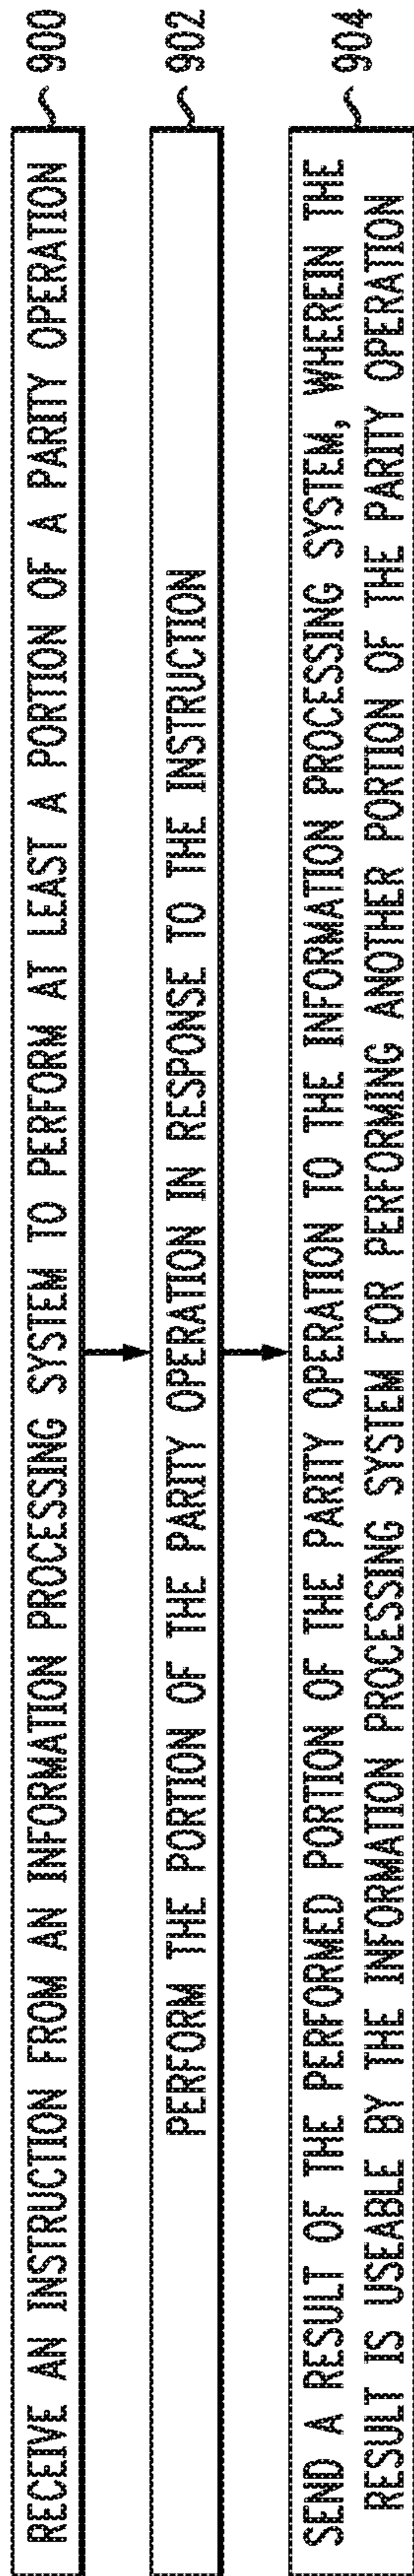 RECEIVE AN INSTRUCTION FROM AN INFORMATION PROCESSING SYSTEM TO PERFORM AT LEAST A PORTION OF A PARITY OPERATION
900
PERFORM THE PORTION OF THE PARITY OPERATION IN RESPONSE TO THE INSTRUCTION
902
SEND A RESULT OF THE PERFORMED PORTION OF THE PARITY OPERATION TO THE INFORMATION PROCESSING SYSTEM, WHEREIN THE
RESULT IS USEABLE BY THE INFORMATION PROCESSING SYSTEM FOR PERFORMING ANOTHER PORTION OF THE PARITY OPERATION
904